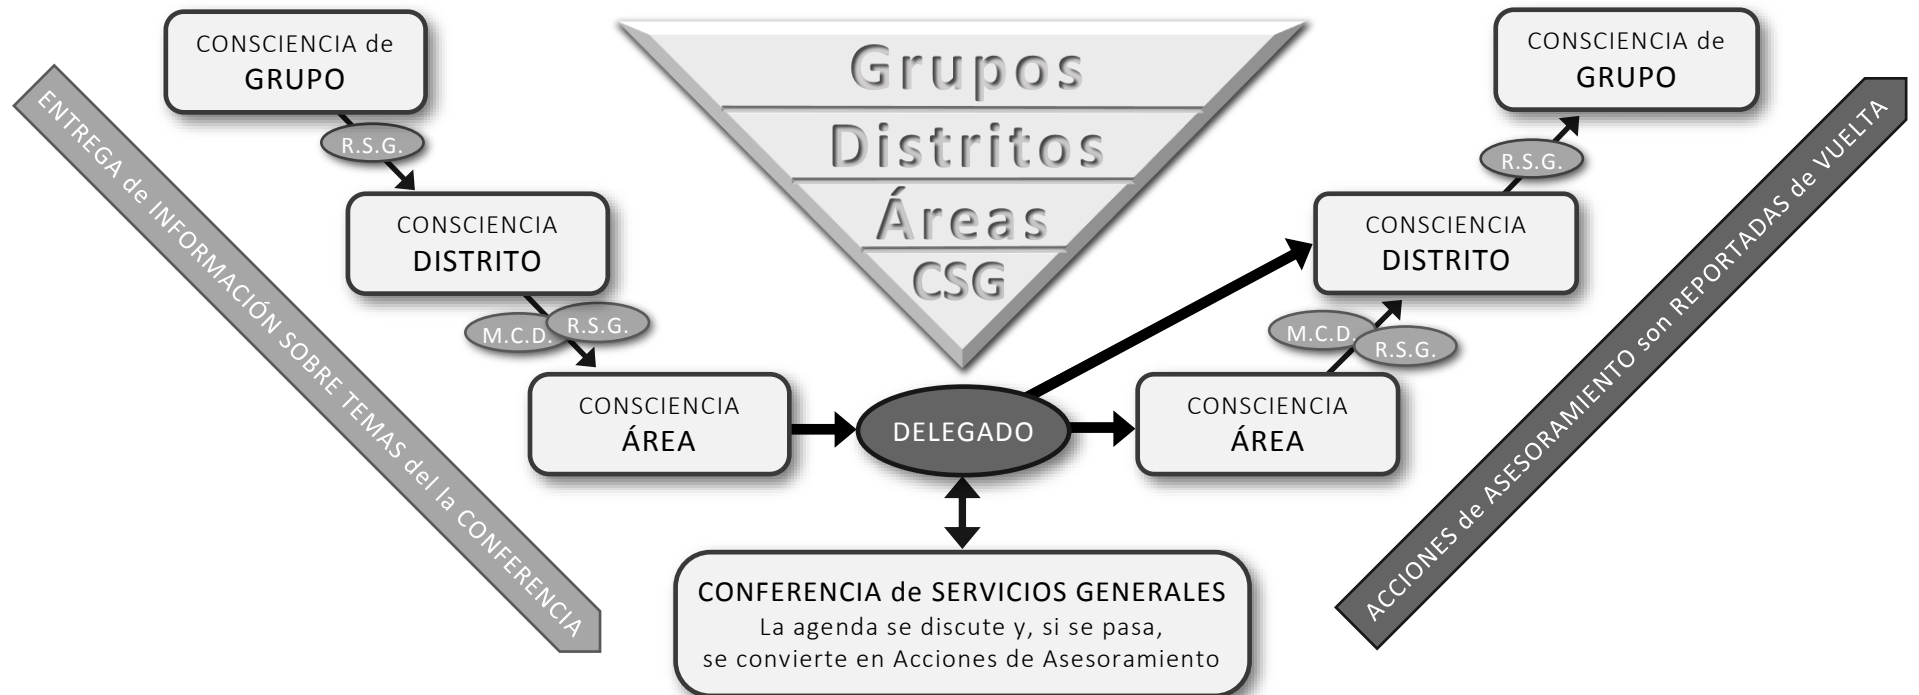 CONSCIENCIA de
GRUPO
R.S.G.
CONSCIENCIA
DISTRITO
M.C.D.
R.S.G.
CONSCIENCIA
ÁREA
ENTREGA de INFORMACIÓN SOBRE TEMAS del la CONFERENCIA
Grupos
Distritos
Áreas
CSG
DELEGADO
CONFERENCIA de SERVICIOS GENERALES
La agenda se discute y, si se pasa,
se convierte en Acciones de Asesoramiento
CONSCIENCIA
ÁREA
M.C.D.
R.S.G.
CONSCIENCIA
DISTRITO
R.S.G.
CONSCIENCIA de
GRUPO
ACCIONES de ASESORAMIENTO son REPORTADAS de VUELTA